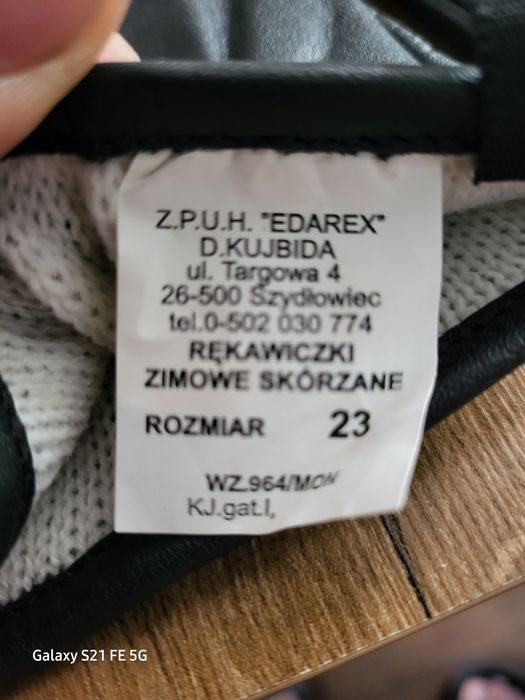 Z.P.U.H. "EDAREX"
D.KUJBIDA
ul. Targowa 4
26-500 Szydłowiec
tel.0-502 030 774
RĘKAWICZKI
ZIMOWE SKÓRZANE
ROZMIAR 23
WZ.964/MON
KJ.gat.I,
Galaxy S21 FE 5G